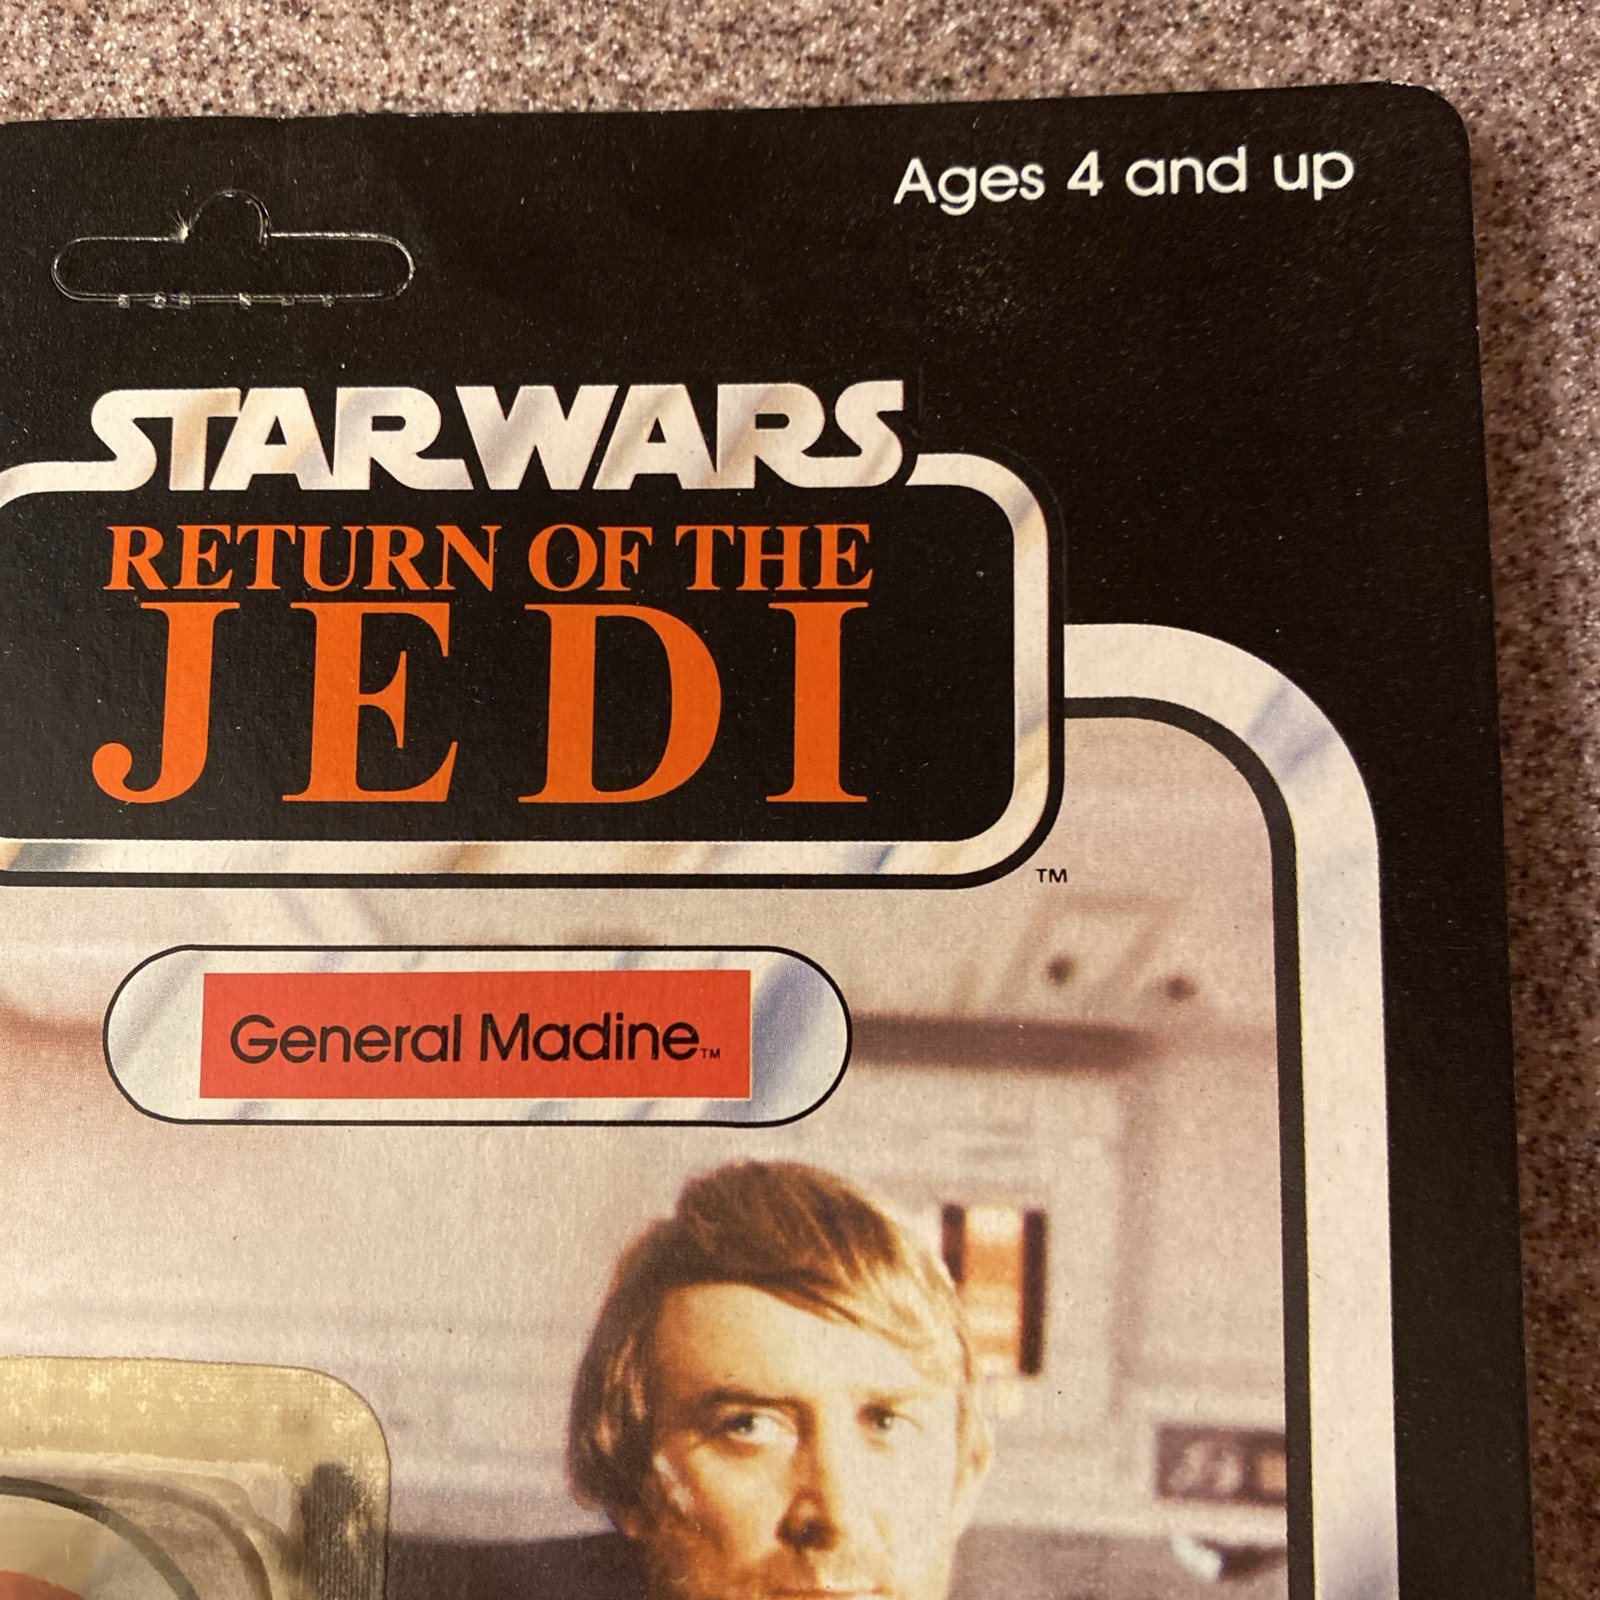 Ages 4 and up
STAR WARS
RETURN OF THE
JEDI
TM
General Madine TM